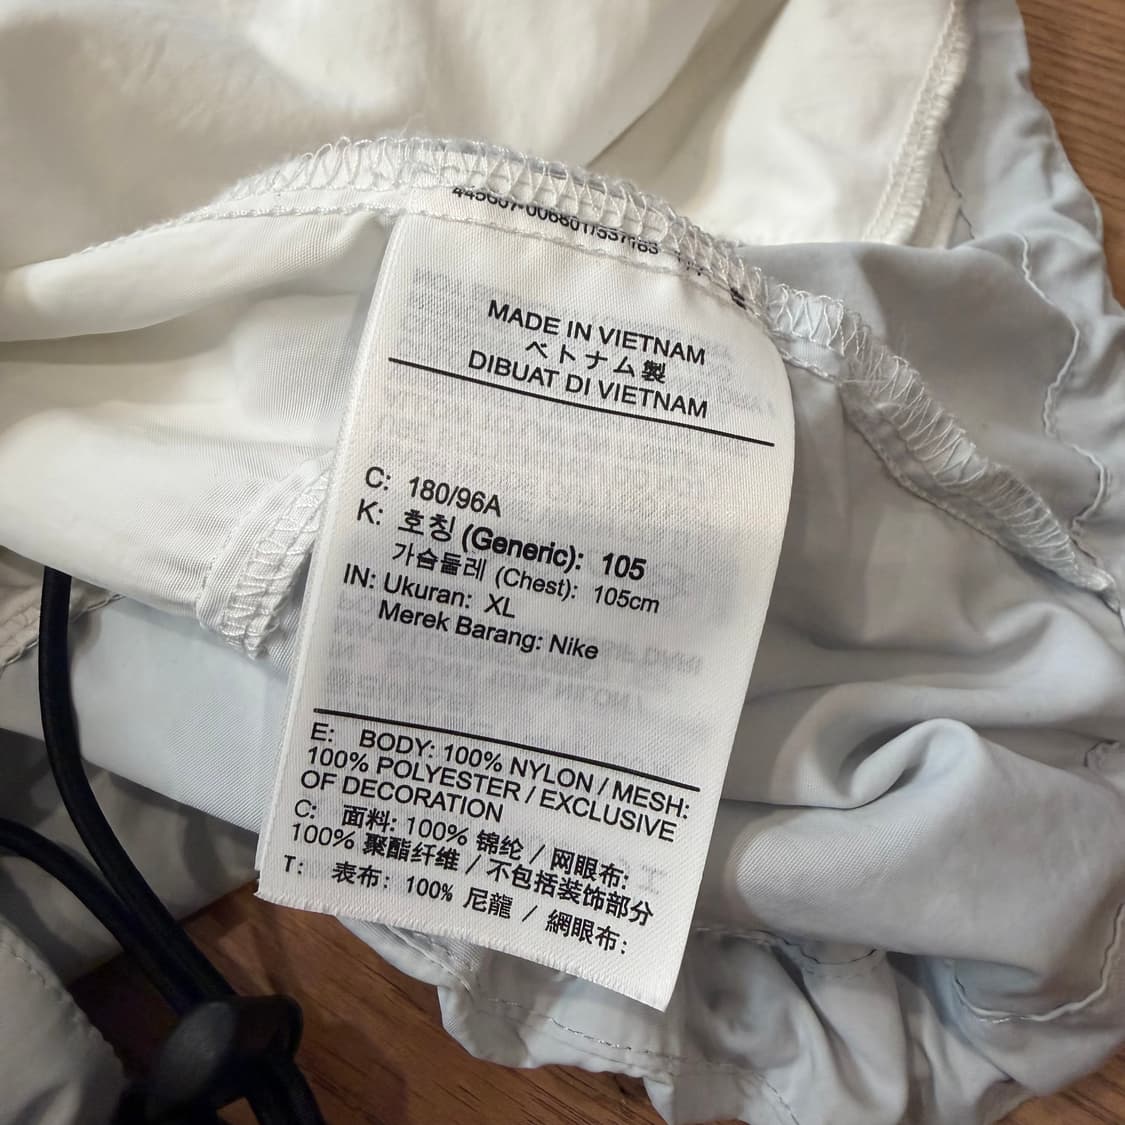 MADE IN VIETNAM
ベトナム製
DIBUAT DI VIETNAM
C: 180/96A
K: 호칭 (Generic): 105
가슴둘레 (Chest): 105cm
IN: Ukuran: XL
Merek Barang: Nike
E: BODY: 100% NYLON / MESH:
100% POLYESTER / EXCLUSIVE
OF DECORATION
C: 面料: 100% 锦纶 / 网眼布:
100% 聚酯纤维 / 不包括装饰部分
T: 表布: 100% 尼龍 / 網眼布: